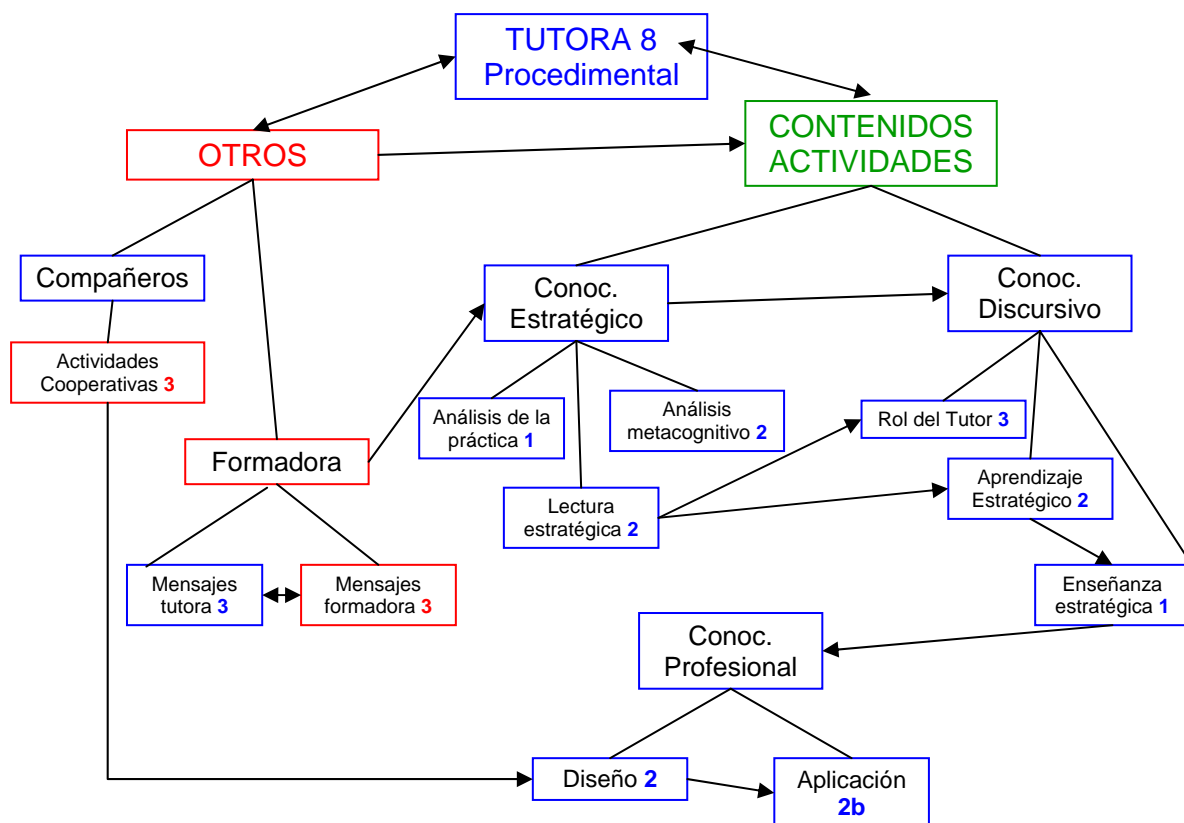 TUTORA 8
Procedimental
OTROS
CONTENIDOS
ACTIVIDADES
Compañeros
Conoc.
Estratégico
Conoc.
Discursivo
Actividades
Cooperativas 3
Análisis de la
práctica 1
Análisis
metacognitivo 2
Rol del Tutor 3
Formadora
Lectura
estratégica 2
Aprendizaje
Estratégico 2
Mensajes
tutora 3
Mensajes
formadora 3
Enseñanza
estratégica 1
Conoc.
Profesional
Diseño 2
Aplicación
2b